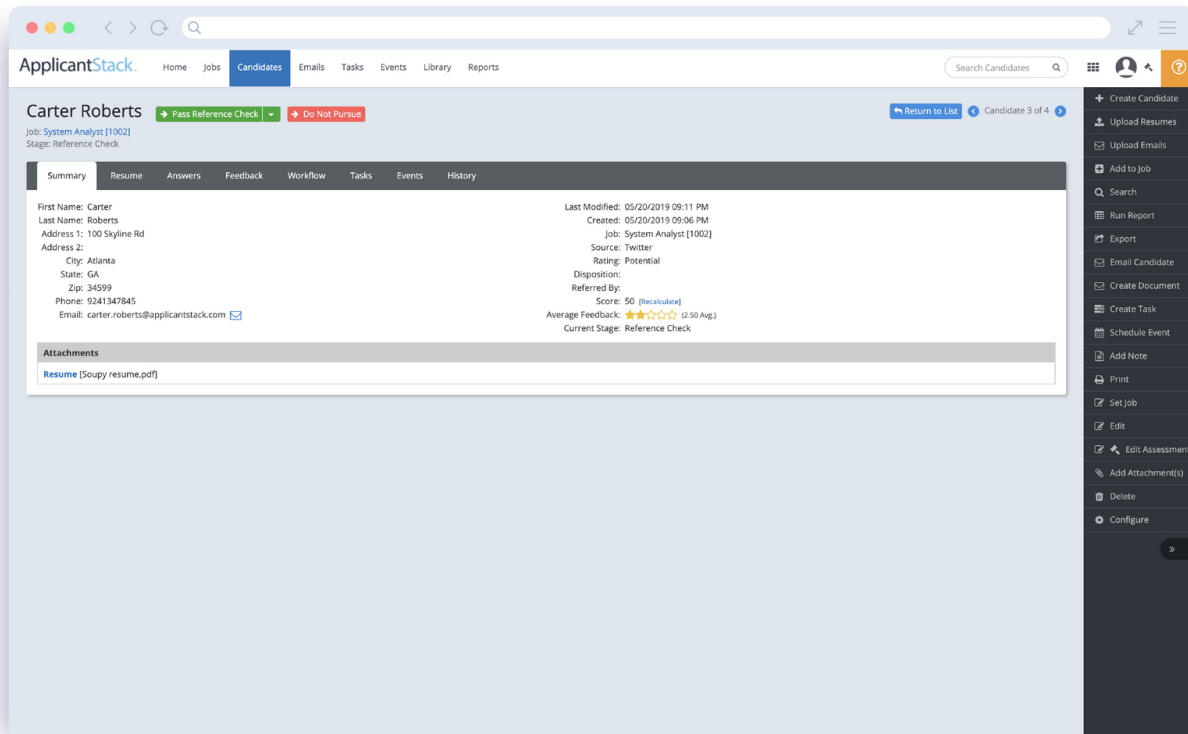 ApplicantStack
Home Jobs Candidates Emails Tasks Events Library Reports
Search Candidates
?
Carter Roberts
Pass Reference Check
Do Not Pursue
Return to List
Candidate 3 of 4
Job: System Analyst [1002]
Stage: Reference Check
Summary Resume Answers Feedback Workflow Tasks Events History
First Name: Carter
Last Name: Roberts
Address 1: 100 Skyline Rd
Address 2:
City: Atlanta
State: GA
Zip: 34599
Phone: 9241347845
Email: carter.roberts@applicantstack.com
Last Modified: 05/20/2019 09:11 PM
Created: 05/20/2019 09:06 PM
Job: System Analyst [1002]
Source: Twitter
Rating: Potential
Disposition:
Referred By:
Score: 50 [Recalculate]
Average Feedback: (2.50 Avg.)
Current Stage: Reference Check
Attachments
Resume [Soupy resume.pdf]
Create Candidate
Upload Resumes
Upload Emails
Add to Job
Search
Run Report
Export
Email Candidate
Create Document
Create Task
Schedule Event
Add Note
Print
Set Job
Edit
Edit Assessment
Add Attachment(s)
Delete
Configure